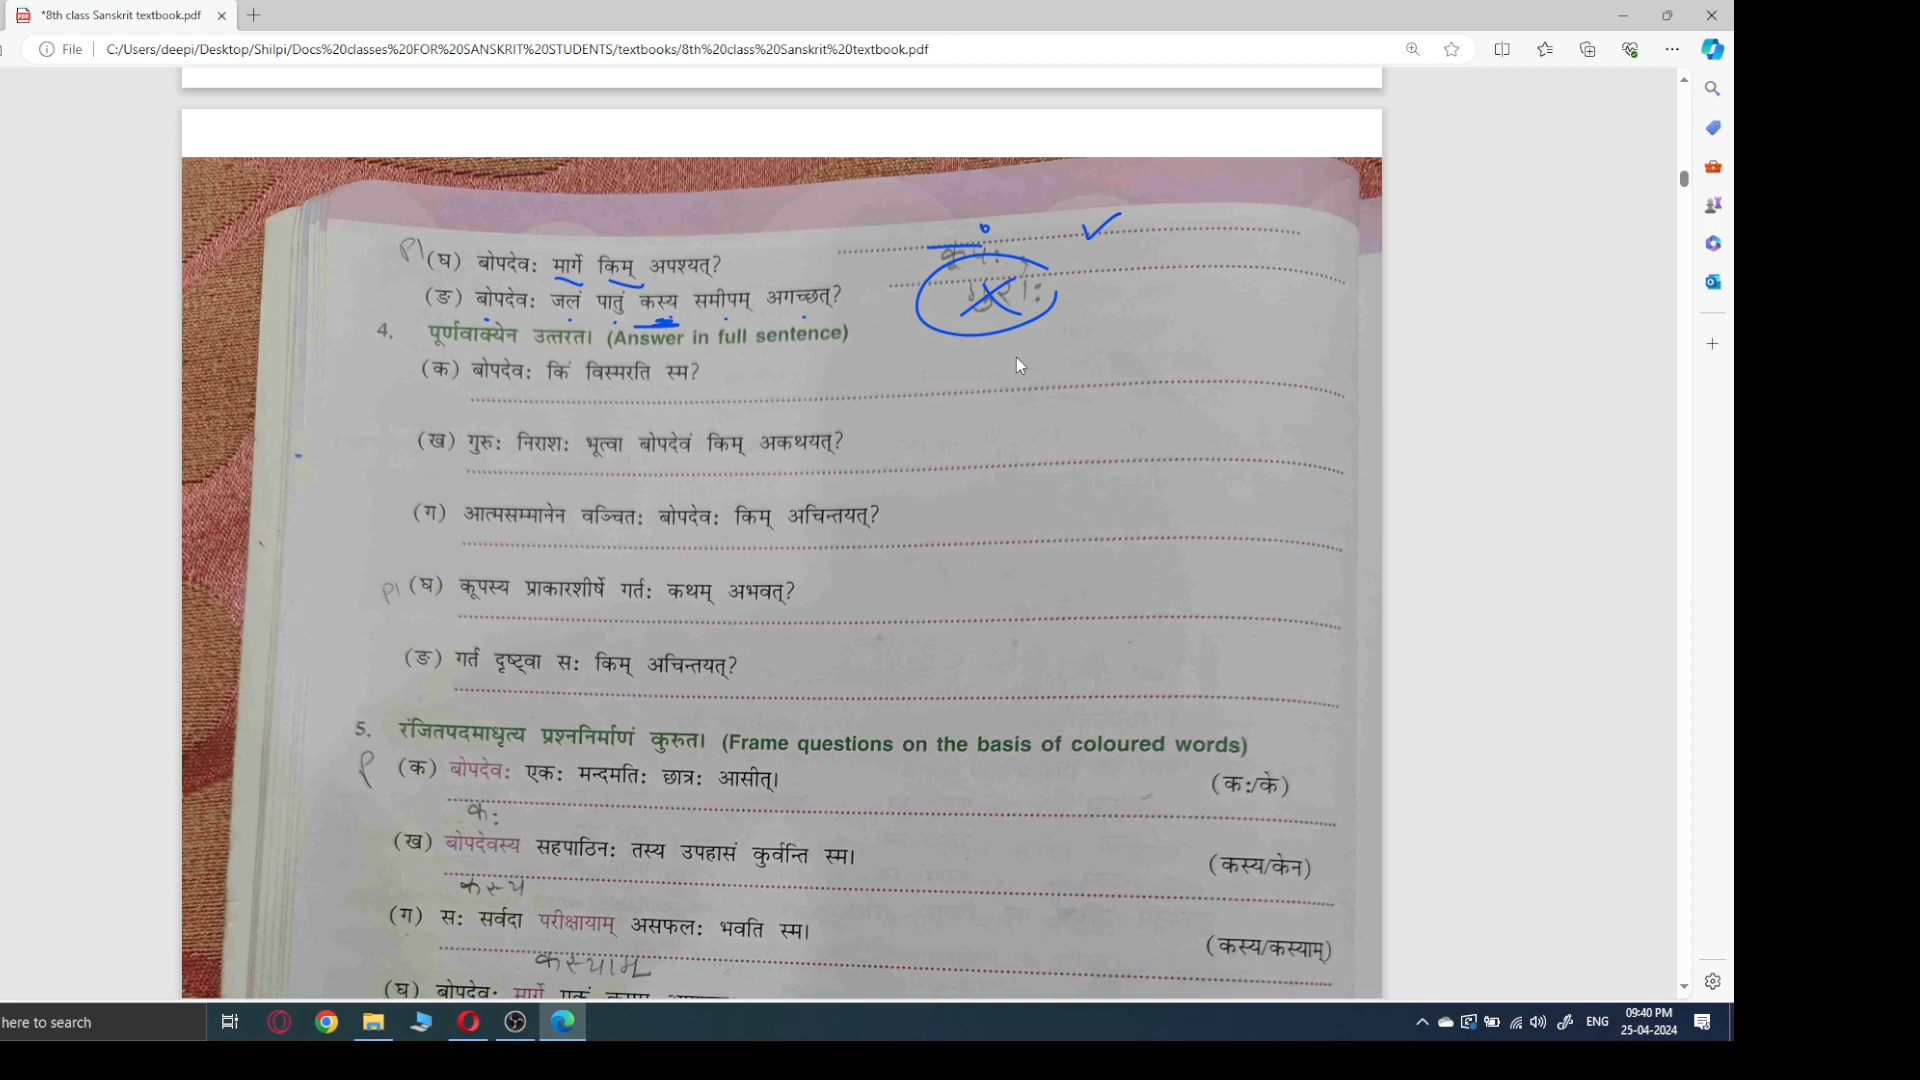 *8th class Sanskrit textbook.pdf
File C:/Users/deepi/Desktop/Shilpi/Docs%20classes%20FOR%20SANSKRIT%20STUDENTS/textbooks/8th%20class%20Sanskrit%20textbook.pdf
(घ) बोपदेवः मार्गे किम् अपश्यत्?
(ङ) बोपदेवः जलं पातुं कस्य समीपम् अगच्छत्?
4. पूर्णवाक्येन उत्तरत। (Answer in full sentence)
(क) बोपदेवः किं विस्मरति स्म?
(ख) गुरुः निराशः भूत्वा बोपदेवं किम् अकथयत्?
(ग) आत्मसम्मानेन वञ्चितः बोपदेवः किम् अचिन्तयत्?
(घ) कूपस्य प्राकारशीर्षे गर्तः कथम् अभवत्?
(ङ) गर्तं दृष्ट्वा सः किम् अचिन्तयत्?
5. रंजितपदमाधृत्य प्रश्ननिर्माणं कुरुत। (Frame questions on the basis of coloured words)
(क) बोपदेवः एकः मन्दमतिः छात्रः आसीत्। (कः/के)
कः
(ख) बोपदेवस्य सहपाठिनः तस्य उपहासं कुर्वन्ति स्म। (कस्य/केन)
कस्य
(ग) सः सर्वदा परीक्षायाम् असफलः भवति स्म। (कस्य/कस्याम्)
कस्याम्
(घ) बोपदेवः मार्गे एकं
here to search
ENG
09:40 PM
25-04-2024